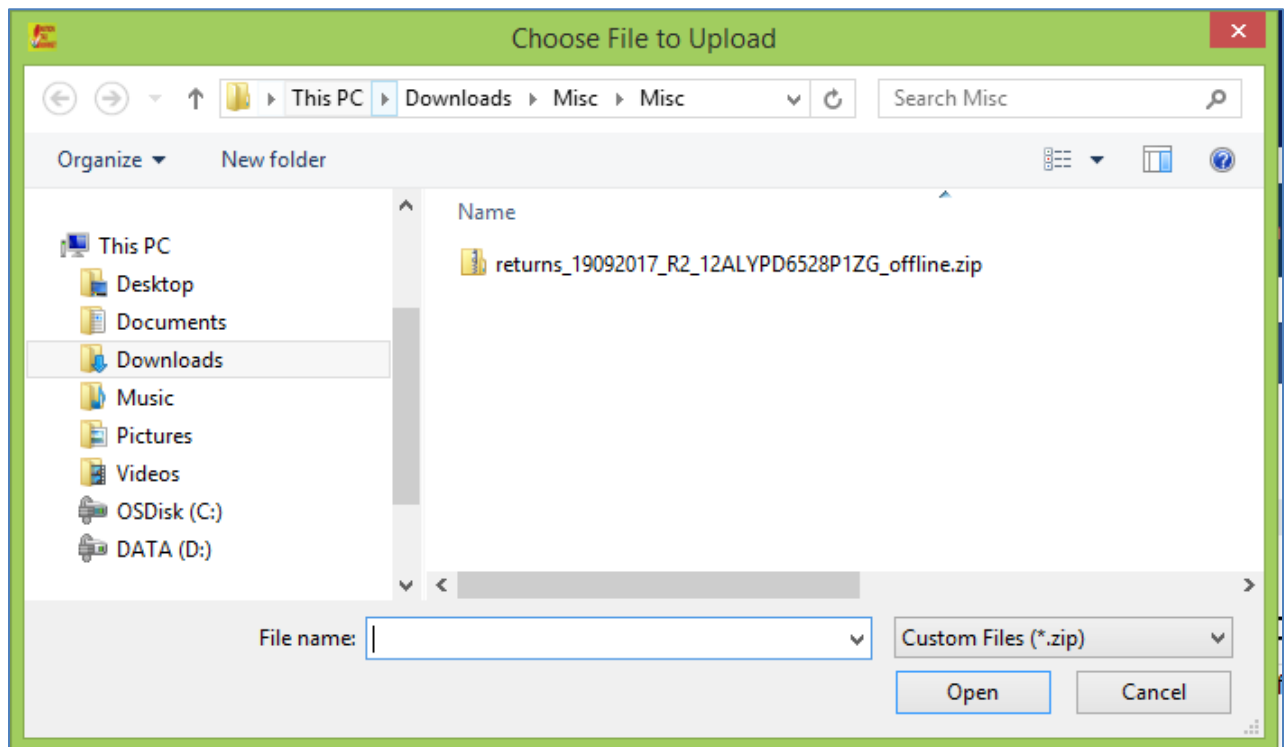 Choose File to Upload
This PC Downloads Misc Misc
Search Misc
Organize
New folder
Name
This PC
returns_19092017_R2_12ALYPD6528P1ZG_offline.zip
Desktop
Documents
Downloads
Music
Pictures
Videos
OSDisk (C:)
DATA (D:)
File name:
Custom Files (*.zip)
Open
Cancel